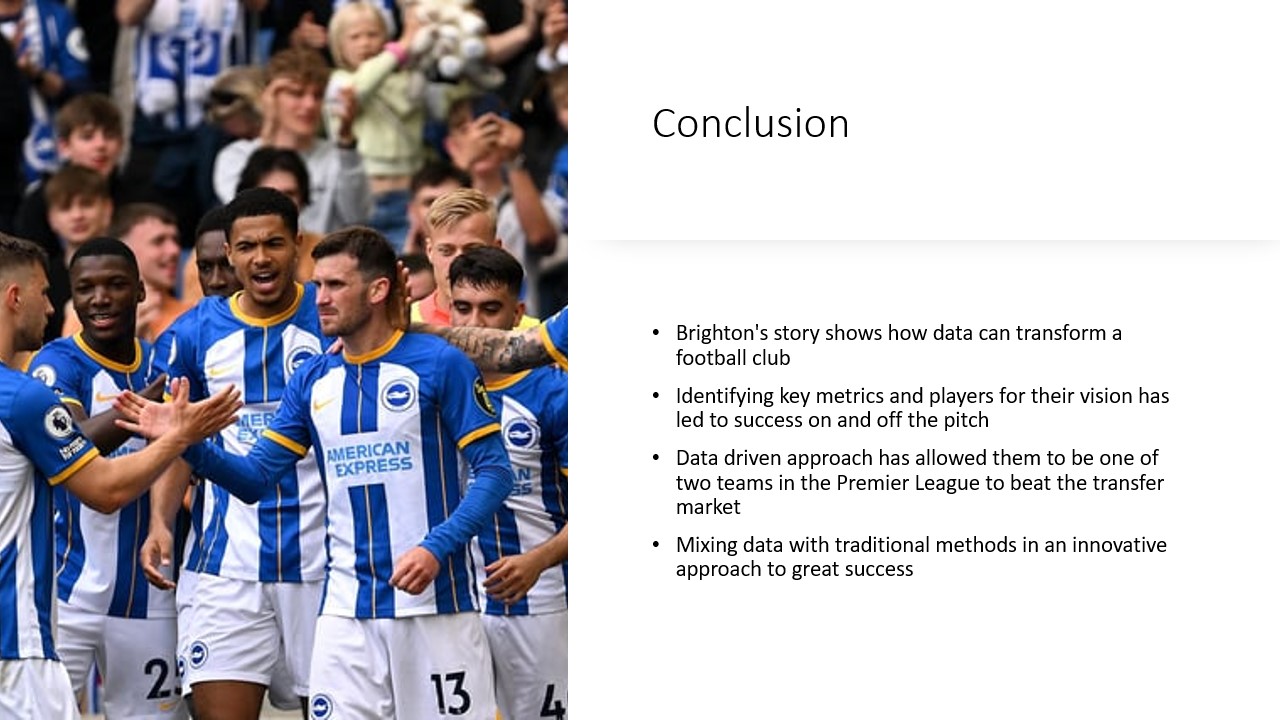 Conclusion
• Brighton's story shows how data can transform a
football club
• Identifying key metrics and players for their vision has
led to success on and off the pitch
• Data driven approach has allowed them to be one of
two teams in the Premier League to beat the transfer
market
• Mixing data with traditional methods in an innovative
approach to great success
AMERICAN
EXPRESS
25
13
4